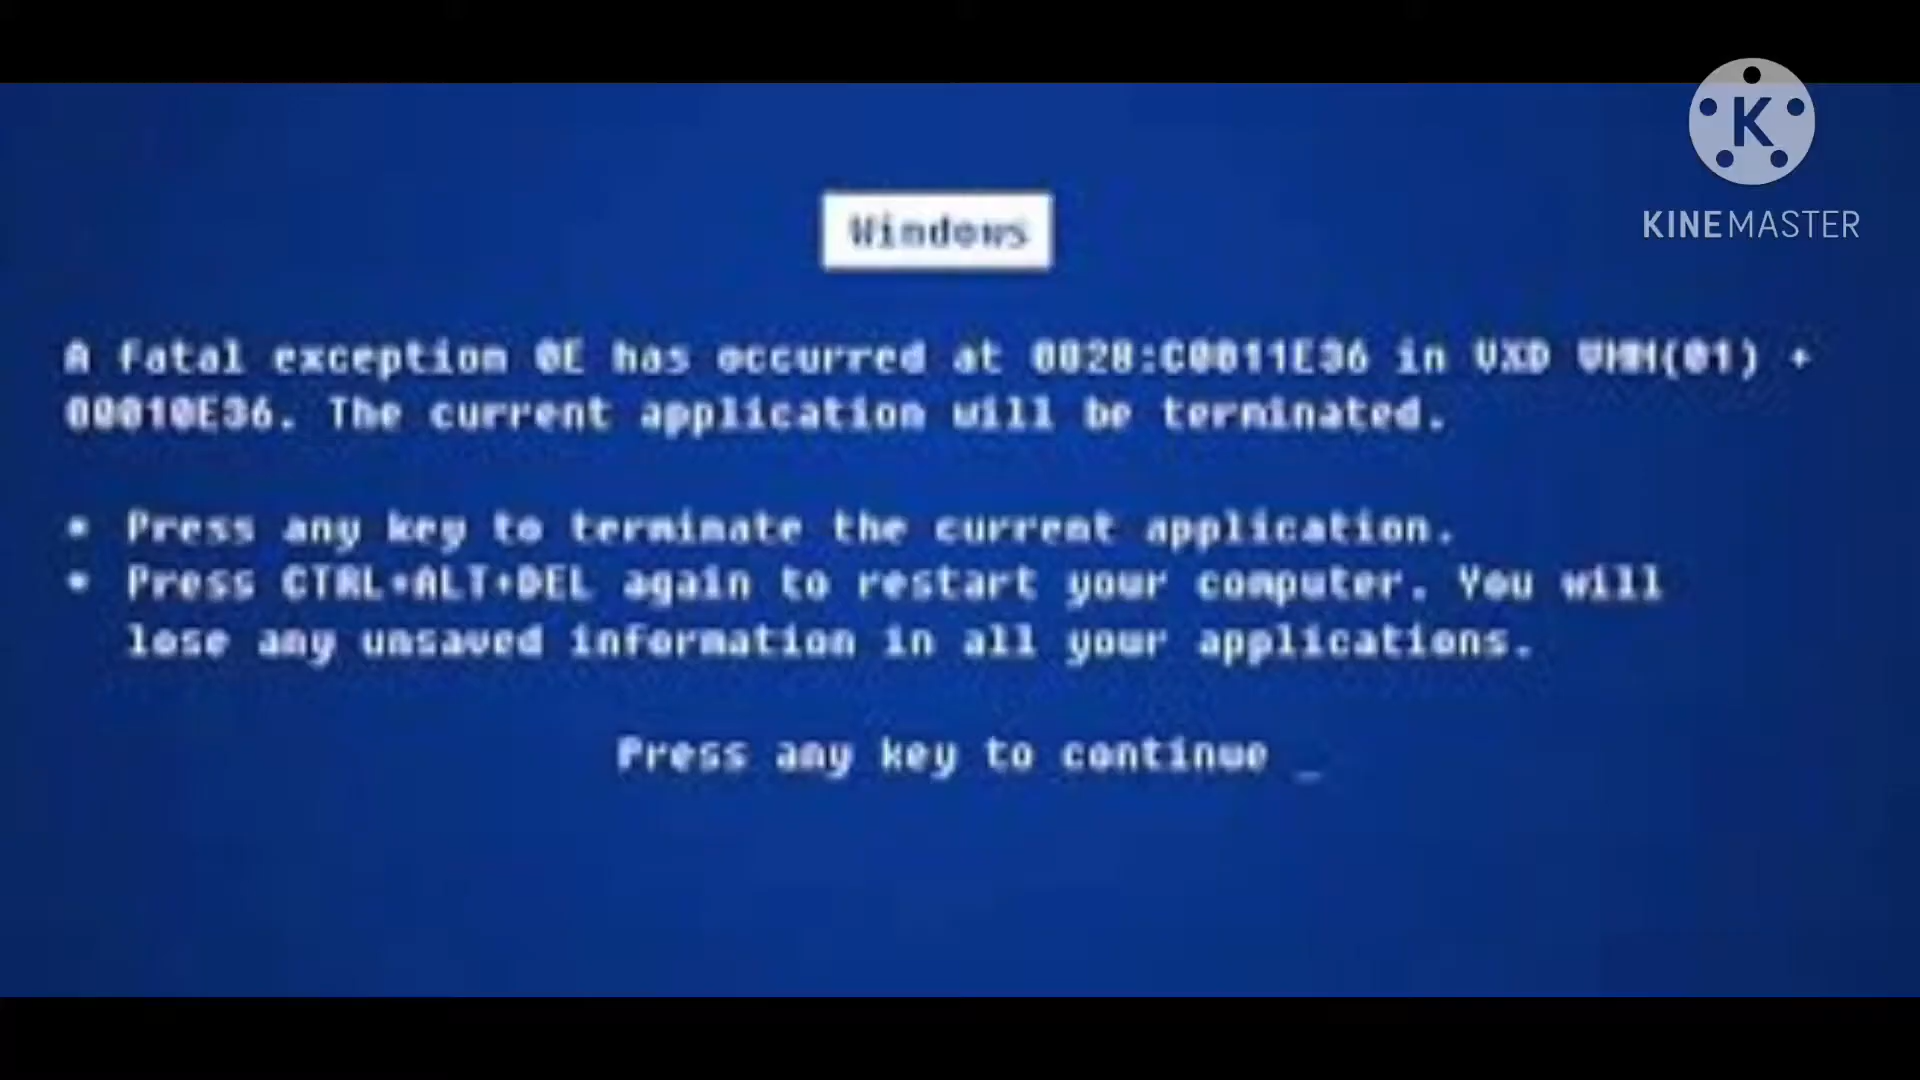 K
KINEMASTER
Windows
A fatal exception 0E has occurred at 0028:C0011E36 in VXD VMM(01) +
00010E36. The current application will be terminated.
* Press any key to terminate the current application.
* Press CTRL+ALT+DEL again to restart your computer. You will
lose any unsaved information in all your applications.
Press any key to continue _